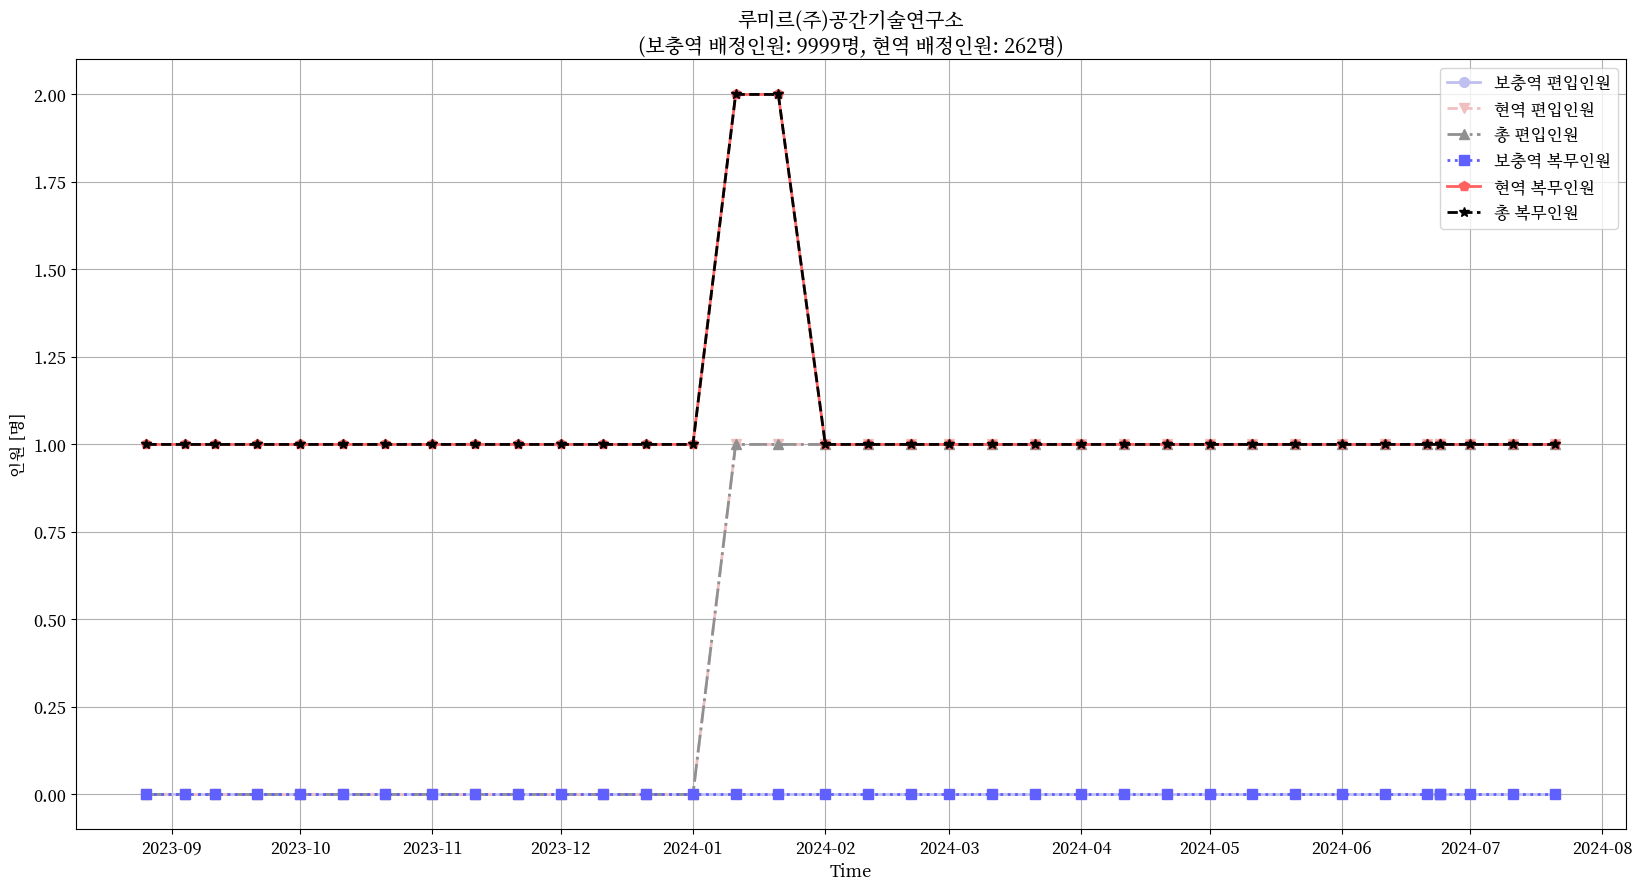 루미르(주)공간기술연구소
(보충역 배정인원: 9999명, 현역 배정인원: 262명)
보충역 편입인원
현역 편입인원
총 편입인원
보충역 복무인원
현역 복무인원
총 복무인원
인원 [명]
2.00
1.75
1.50
1.25
1.00
0.75
0.50
0.25
0.00
2023-09
2023-10
2023-11
2023-12
2024-01
2024-02
2024-03
2024-04
2024-05
2024-06
2024-07
2024-08
Time